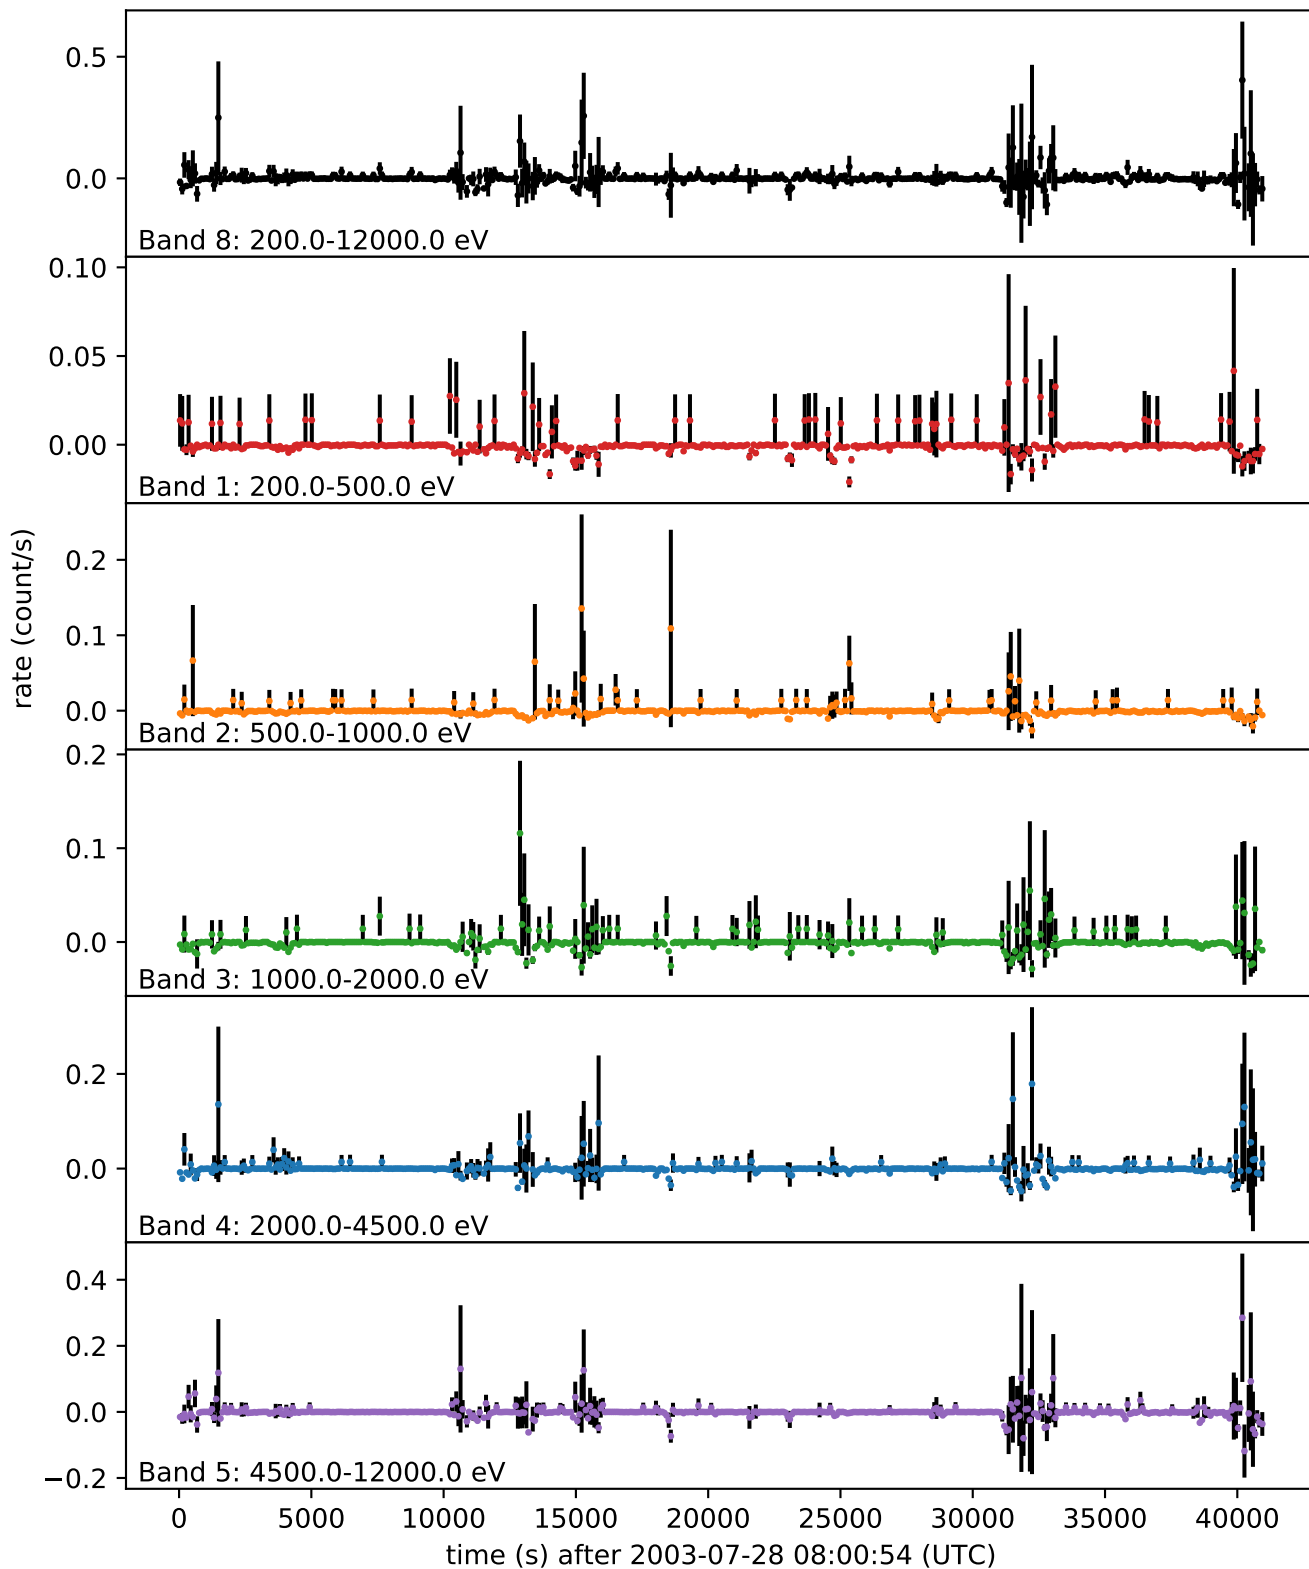 0.5
0.0
Band 8: 200.0-12000.0 eV
0.10
0.05
0.00
Band 1: 200.0-500.0 eV
rate (count/s)
0.2
0.1
0.0
Band 2: 500.0-1000.0 eV
0.2
0.1
0.0
Band 3: 1000.0-2000.0 eV
0.2
0.0
Band 4: 2000.0-4500.0 eV
0.4
0.2
0.0
−0.2
Band 5: 4500.0-12000.0 eV
0 5000 10000 15000 20000 25000 30000 35000 40000
time (s) after 2003-07-28 08:00:54 (UTC)